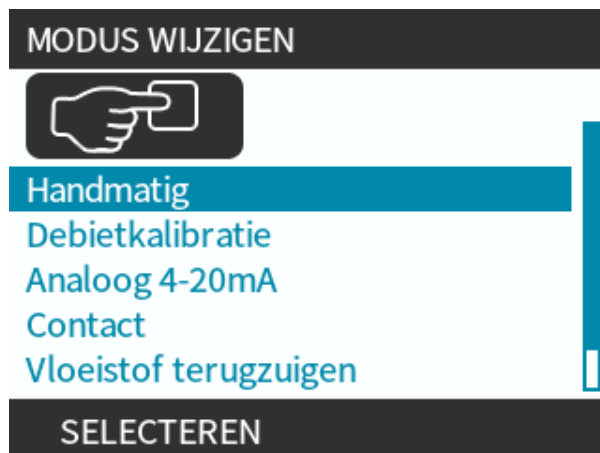 MODUS WIJZIGEN
Handmatig
Debietkalibratie
Analoog 4-20mA
Contact
Vloeistof terugzuigen
SELECTEREN